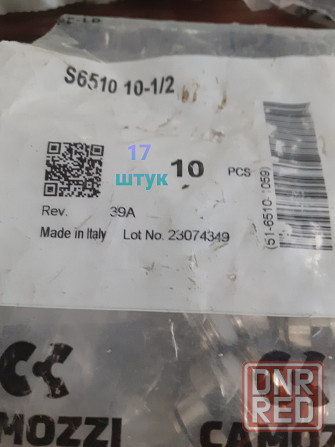 S6510 10-1/2
17
штук
10 PCS
Rev. 39A
Made in Italy Lot No. 23074349
(51-6510-1059)
MOZZI
CAMOZZI
DNR
RED